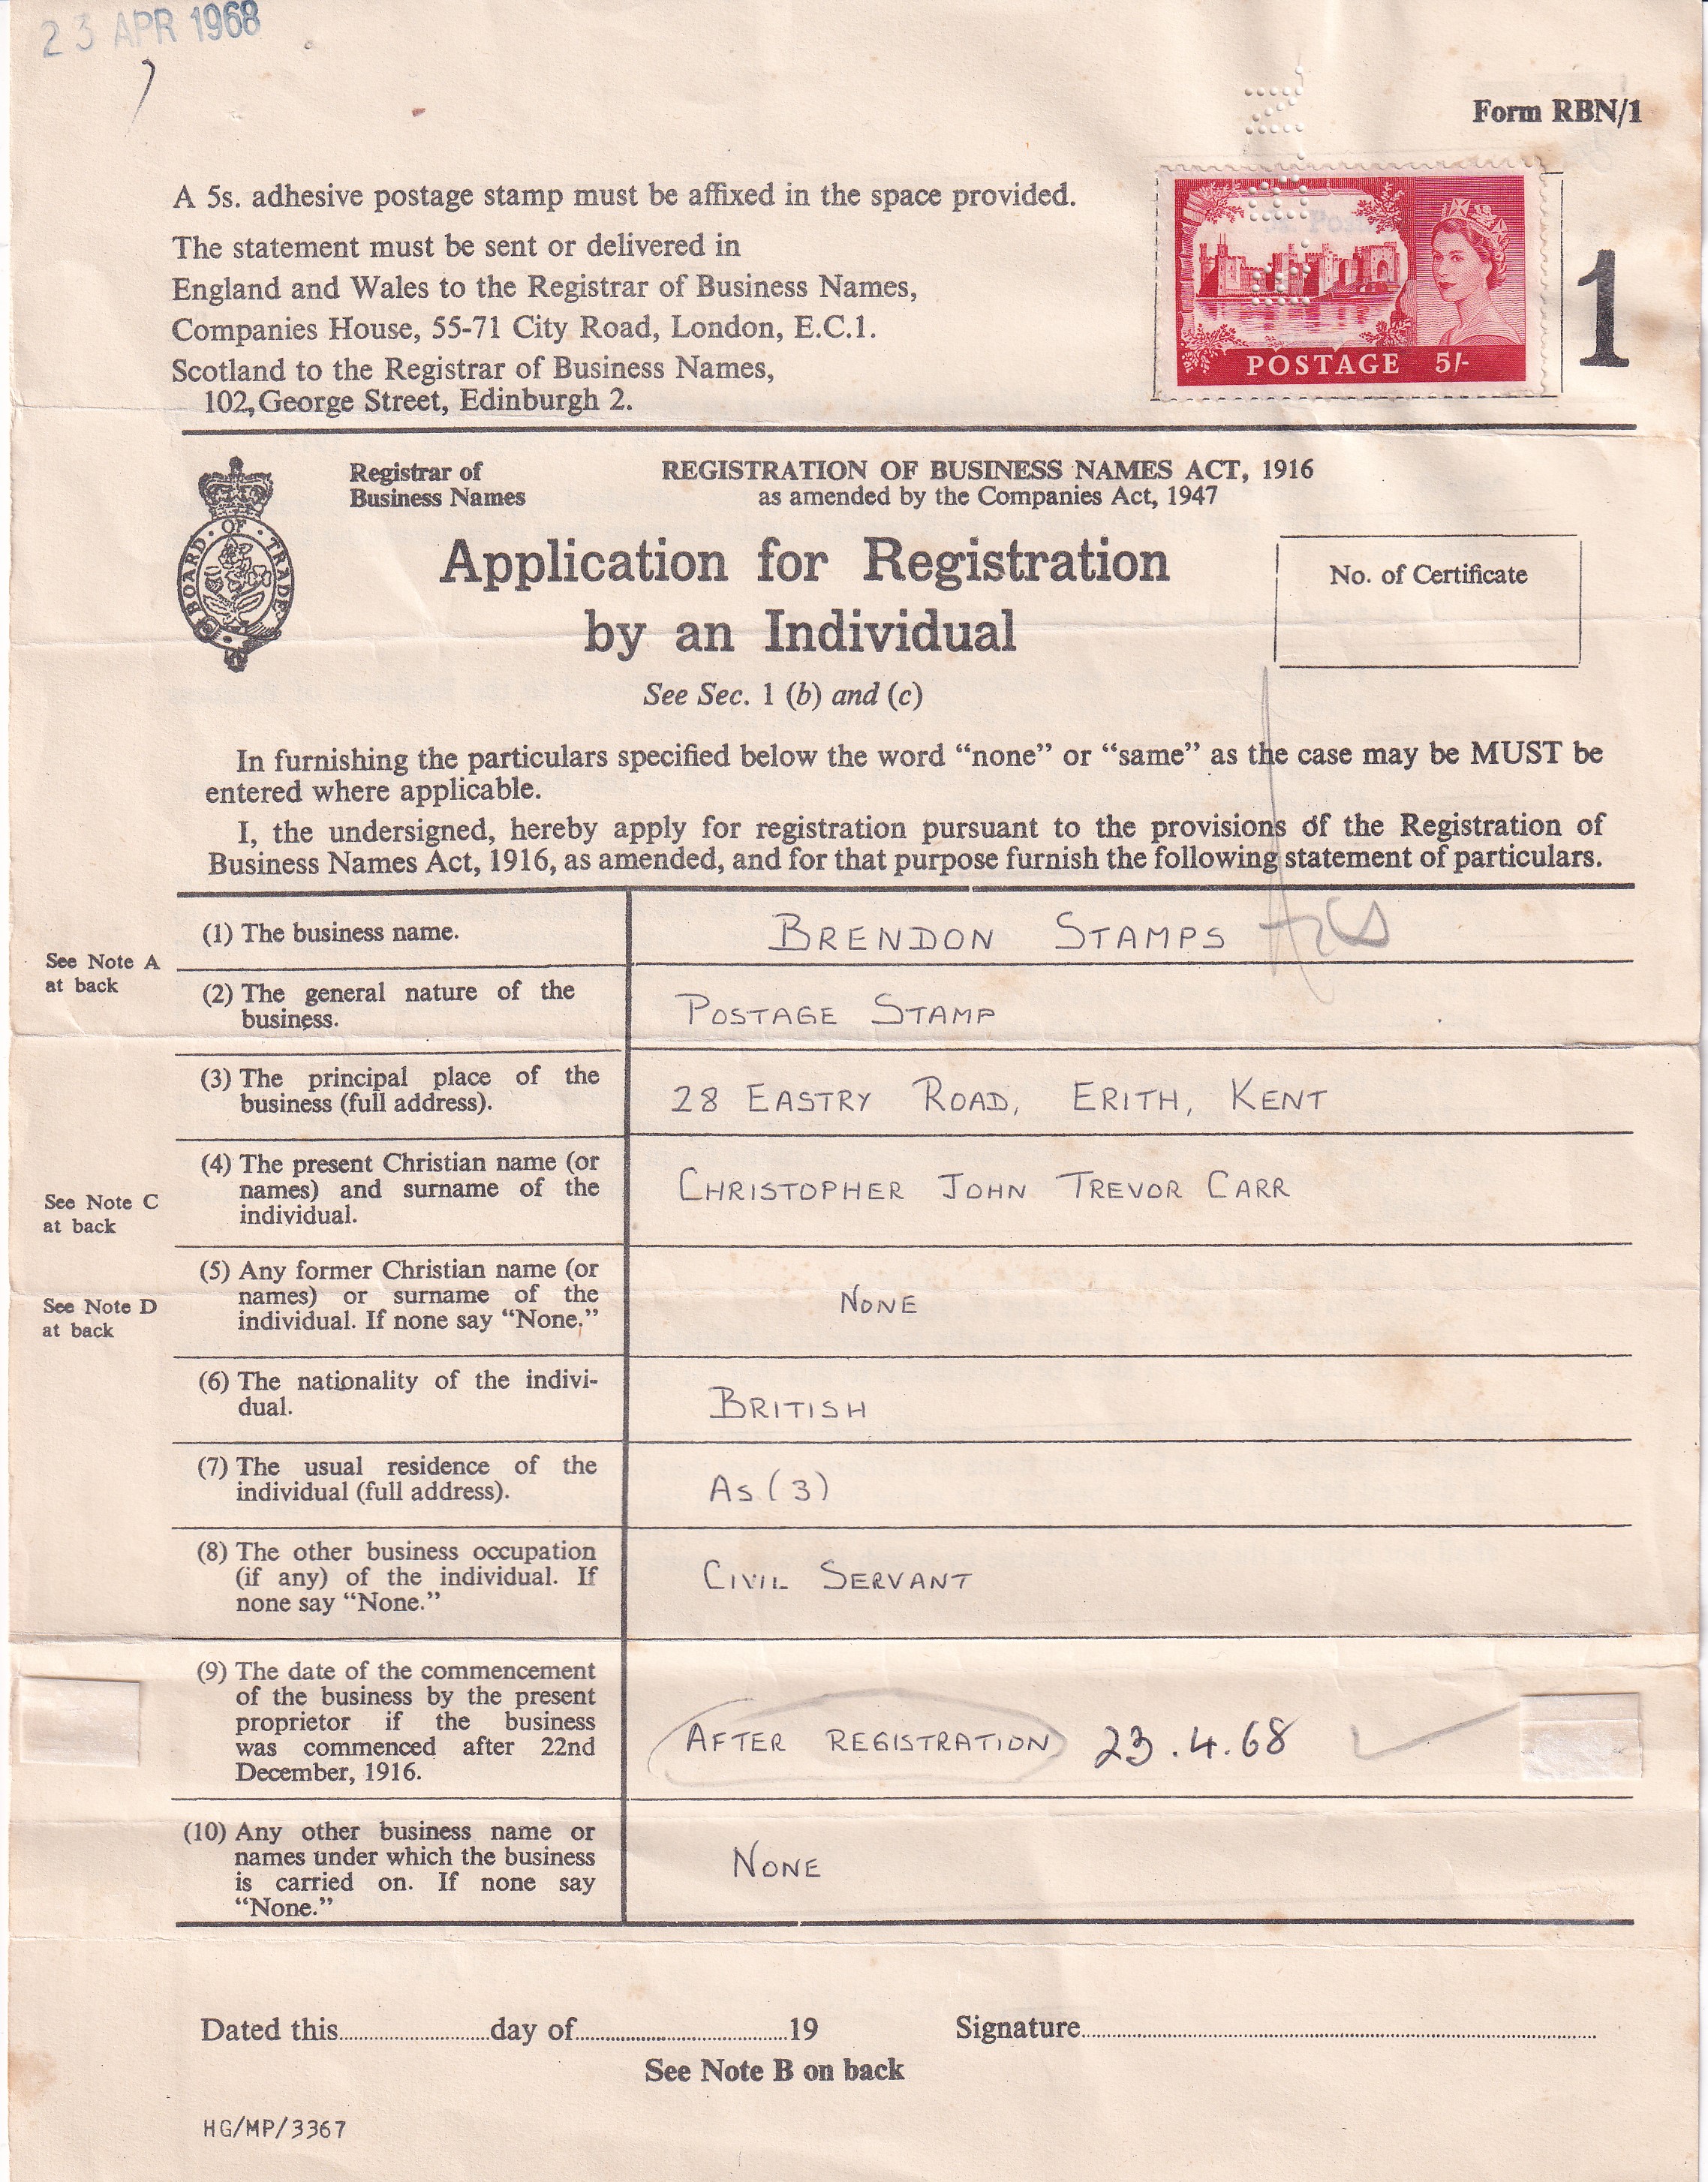 23 APR 1968
Form RBN/1
A 5s. adhesive postage stamp must be affixed in the space provided.
The statement must be sent or delivered in
England and Wales to the Registrar of Business Names,
Companies House, 55-71 City Road, London, E.C.1.
Scotland to the Registrar of Business Names,
102, George Street, Edinburgh 2.
POSTAGE 5/-
1
Registrar of
Business Names
REGISTRATION OF BUSINESS NAMES ACT, 1916
as amended by the Companies Act, 1947
BOARD OF TRADE
Application for Registration
by an Individual
No. of Certificate
See Sec. 1 (b) and (c)
In furnishing the particulars specified below the word “none” or “same” as the case may be MUST be
entered where applicable.
I, the undersigned, hereby apply for registration pursuant to the provisions of the Registration of
Business Names Act, 1916, as amended, and for that purpose furnish the following statement of particulars.
See Note A
at back
(1) The business name.
BRENDON STAMPS
(2) The general nature of the
business.
POSTAGE STAMP
(3) The principal place of the
business (full address).
28 EASTRY ROAD, ERITH, KENT
See Note C
at back
(4) The present Christian name (or
names) and surname of the
individual.
CHRISTOPHER JOHN TREVOR CARR
See Note D
at back
(5) Any former Christian name (or
names) or surname of the
individual. If none say “None.”
NONE
(6) The nationality of the indivi-
dual.
BRITISH
(7) The usual residence of the
individual (full address).
AS (3)
(8) The other business occupation
(if any) of the individual. If
none say “None.”
CIVIL SERVANT
(9) The date of the commencement
of the business by the present
proprietor if the business
was commenced after 22nd
December, 1916.
AFTER REGISTRATION 23.4.68
(10) Any other business name or
names under which the business
is carried on. If none say
“None.”
NONE
Dated this............day of............19 Signature............
See Note B on back
HG/MP/3367